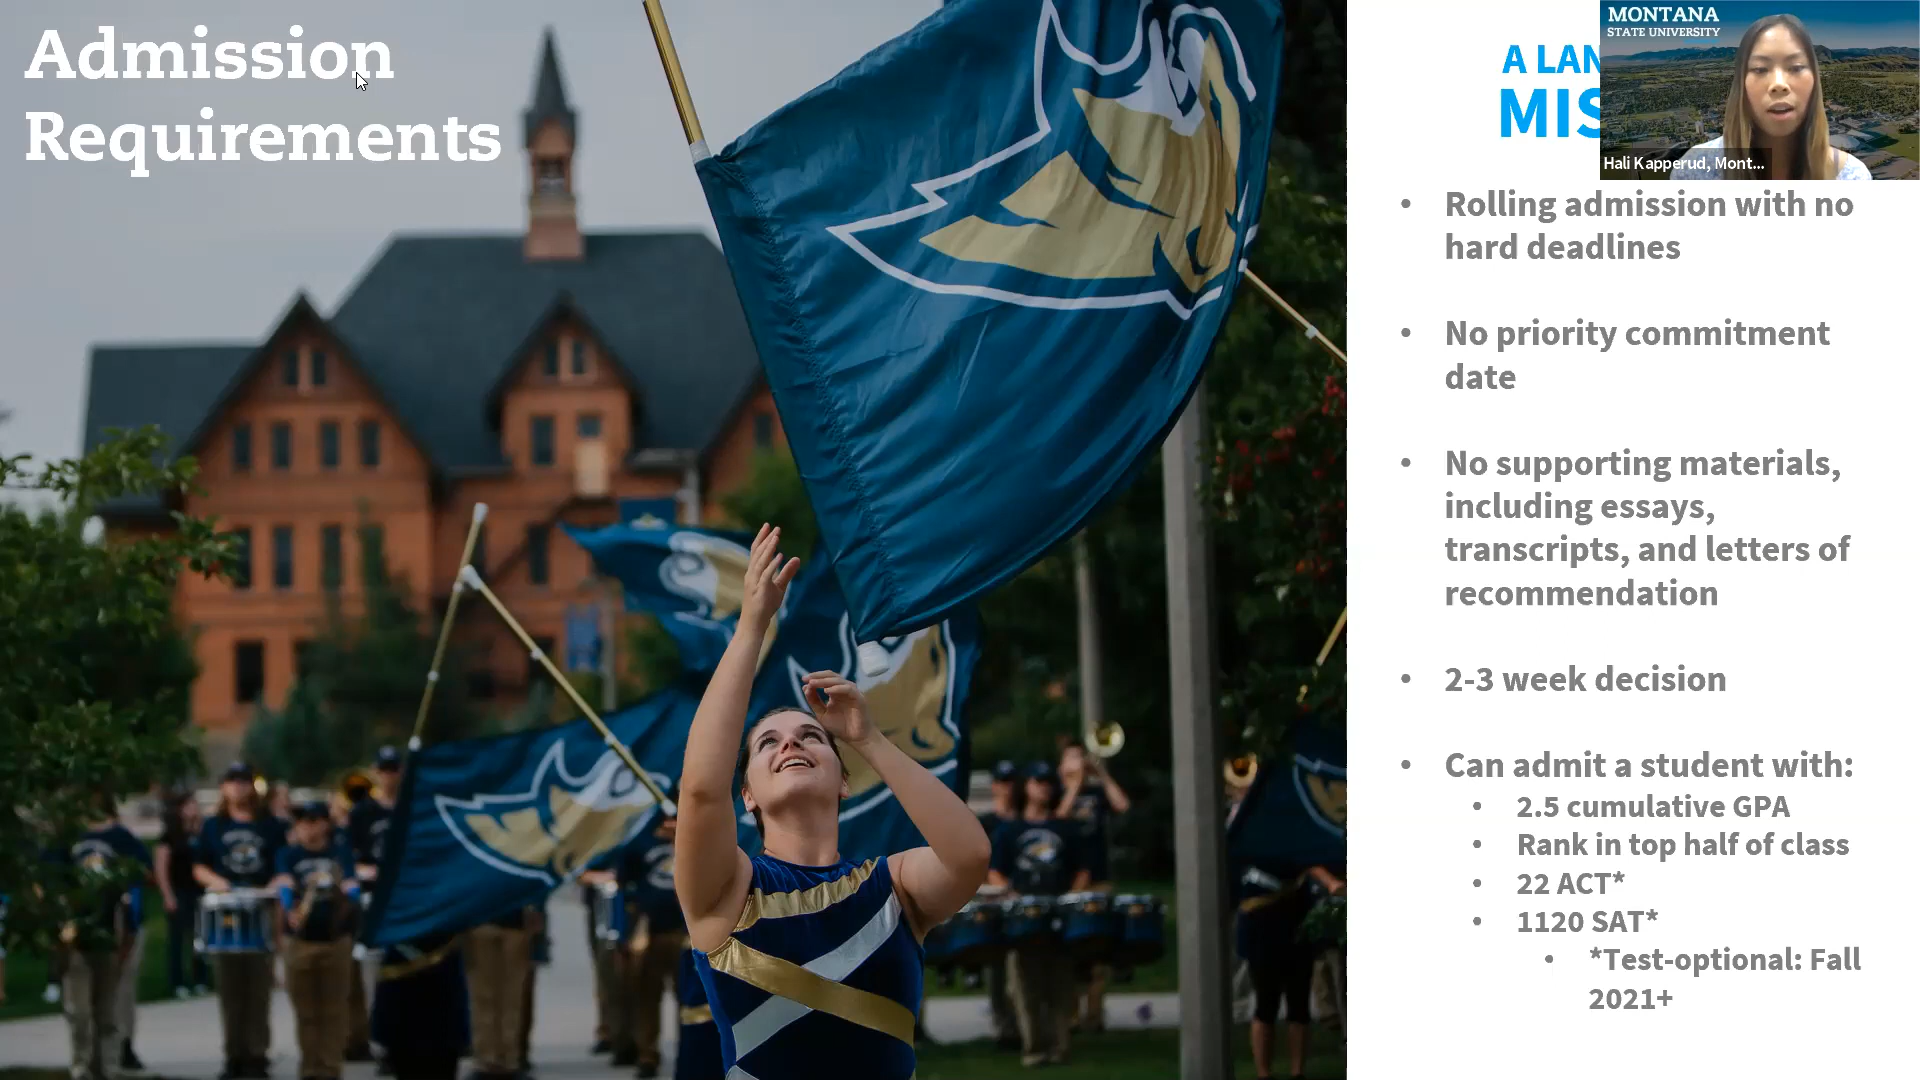 Admission
Requirements
A LAN
MIS
MONTANA
STATE UNIVERSITY
Hali Kapperud, Mont...
• Rolling admission with no
hard deadlines
• No priority commitment
date
• No supporting materials,
including essays,
transcripts, and letters of
recommendation
• 2-3 week decision
• Can admit a student with:
• 2.5 cumulative GPA
• Rank in top half of class
• 22 ACT*
• 1120 SAT*
• *Test-optional: Fall
2021+